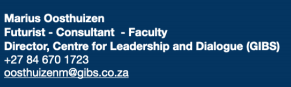 Marius Oosthuizen
Futurist - Consultant - Faculty
Director, Centre for Leadership and Dialogue (GIBS)
+27 84 670 1723
oosthuizenm@gibs.co.za